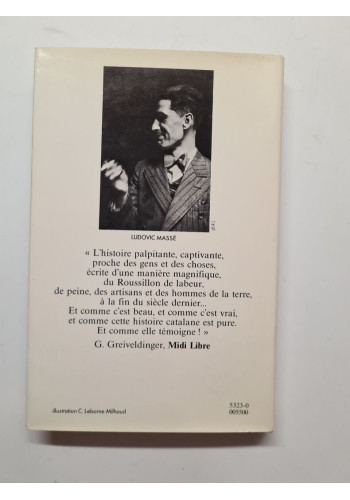 LUDOVIC MASSÉ
« L'histoire palpitante, captivante,
proche des gens et des choses,
écrite d'une manière magnifique,
du Roussillon de labeur,
de peine, des artisans et des hommes de la terre,
à la fin du siècle dernier...
Et comme c'est beau, et comme c'est vrai,
et comme cette histoire catalane est pure.
Et comme elle témoigne ! »
G. Greiveldinger, Midi Libre
5323-0
005500
illustration C. Leborne Milhaud